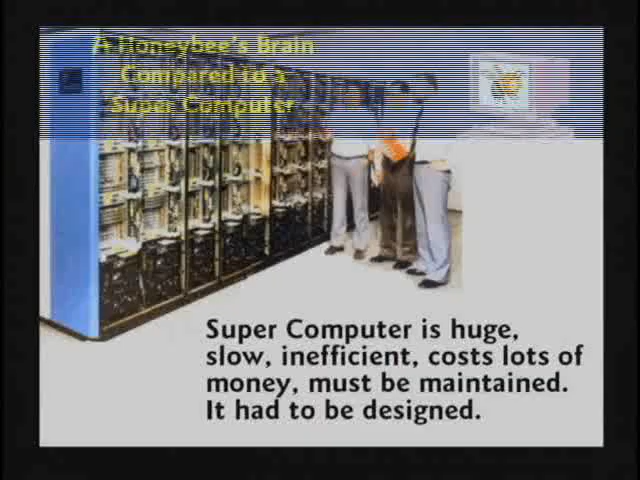 A Honeybee's Brain
Compared to a
Super Computer
Super Computer is huge,
slow, inefficient, costs lots of
money, must be maintained.
It had to be designed.